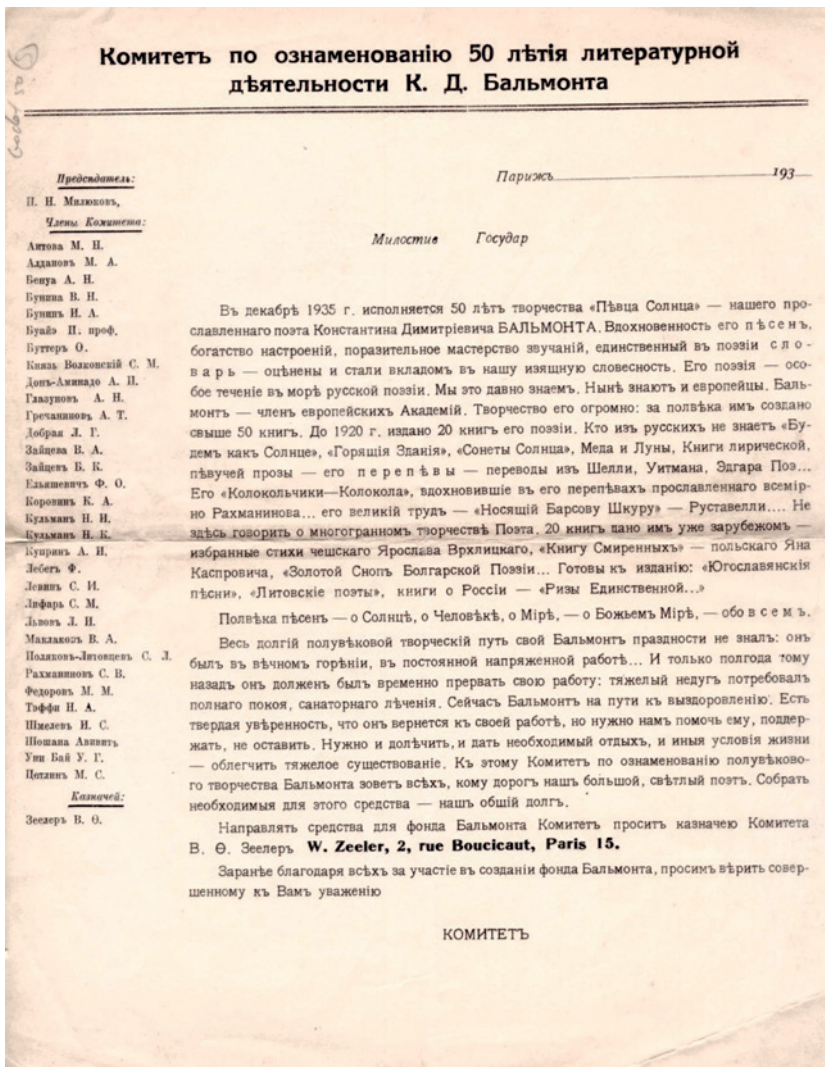 Комитетъ по ознаменованію 50 лѣтія литературной
дѣятельности К. Д. Бальмонта
Предсѣдатель:
П. Н. Милюковъ,
Члены Комитета:
Аитова М. Н.
Алдановъ М. А.
Бенуа А. Н.
Бунина В. Н.
Бунинъ И. А.
Буайэ П. проф.
Буттеръ О.
Князь Волконскій С. М.
Донъ-Аминадо А. П.
Глазуновъ А. Н.
Гречаниновъ А. Т.
Добрая Л. Г.
Зайцева В. А.
Зайцевъ Б. К.
Ельяшевичъ Ф. О.
Коровинъ К. А.
Кульманъ Н. И.
Кульманъ Н. К.
Купринъ А. И.
Лебегъ Ф.
Левинъ С. И.
Лифарь С. М.
Львовъ Л. И.
Маклаковъ В. А.
Поляковъ-Литовцевъ С. Л.
Рахманиновъ С. В.
Федоровъ М. М.
Тэффи Н. А.
Шмелевъ И. С.
Шошана Авивитъ
Уни Бай У. Г.
Цетлинъ М. С.
Казначей:
Зеелеръ В. Ѳ.
Парижъ 193
Милостив Государ
Въ декабрѣ 1935 г. исполняется 50 лѣтъ творчества «Пѣвца Солнца» — нашего про-
славленнаго поэта Константина Димитріевича БАЛЬМОНТА. Вдохновенность его пѣсенъ,
богатство настроеній, поразительное мастерство звучаній, единственный въ поэзіи сло-
варь — оцѣнены и стали вкладомъ въ нашу изящную словесность. Его поэзія — осо-
бое теченіе въ морѣ русской поэзіи. Мы это давно знаемъ. Нынѣ знаютъ и европейцы. Баль-
монтъ — членъ европейскихъ Академій. Творчество его огромно: за полвѣка имъ создано
свыше 50 книгъ. До 1920 г. издано 20 книгъ его поэзіи. Кто изъ русскихъ не знаетъ «Бу-
демъ какъ Солнце», «Горящія Зданія», «Сонеты Солнца», Меда и Луны, Книги лирической,
пѣвучей прозы — его перепѣвы — переводы изъ Шелли, Уитмана, Эдгара Поэ...
Его «Колокольчики—Колокола», вдохновившіе въ его перепѣвахъ прославленнаго всемір-
но Рахманинова... его великій трудъ — «Носящій Барсову Шкуру» — Руставелли.... Не
здѣсь говорить о многогранномъ творчествѣ Поэта. 20 книгъ дано имъ уже зарубежомъ —
избранные стихи чешскаго Ярослава Врхлицкаго, «Книгу Смиренныхъ» — польскаго Яна
Каспровича, «Золотой Снопъ Болгарской Поэзіи... Готовы къ изданію: «Югославянскія
пѣсни», «Литовскіе поэты», книги о Россіи — «Ризы Единственной...»
Полвѣка пѣсенъ — о Солнцѣ, о Человѣкѣ, о Мірѣ, — о Божьемъ Мірѣ, — обо всемъ.
Весь долгій полувѣковой творческій путь свой Бальмонтъ праздности не зналъ: онъ
былъ въ вѣчномъ горѣніи, въ постоянной напряженной работѣ... И только полгода тому
назадъ онъ долженъ былъ временно прервать свою работу: тяжелый недугъ потребовалъ
полнаго покоя, санаторнаго лѣченія. Сейчасъ Бальмонтъ на пути къ выздоровленію. Есть
твердая увѣренность, что онъ вернется къ своей работѣ, но нужно намъ помочь ему, поддер-
жать, не оставить. Нужно и долѣчить, и дать необходимый отдыхъ, и иныя условія жизни
— облегчить тяжелое существованіе. Къ этому Комитетъ по ознаменованію полувѣково-
го творчества Бальмонта зоветъ всѣхъ, кому дорогъ нашъ большой, свѣтлый поэтъ. Собрать
необходимыя для этого средства — нашъ общій долгъ.
Направлять средства для фонда Бальмонта Комитетъ проситъ казначею Комитета
В. Ѳ. Зеелеръ W. Zeeler, 2, rue Boucicaut, Paris 15.
Заранѣе благодаря всѣхъ за участіе въ созданіи фонда Бальмонта, просимъ вѣрить совер-
шенному къ Вамъ уваженію
КОМИТЕТЪ